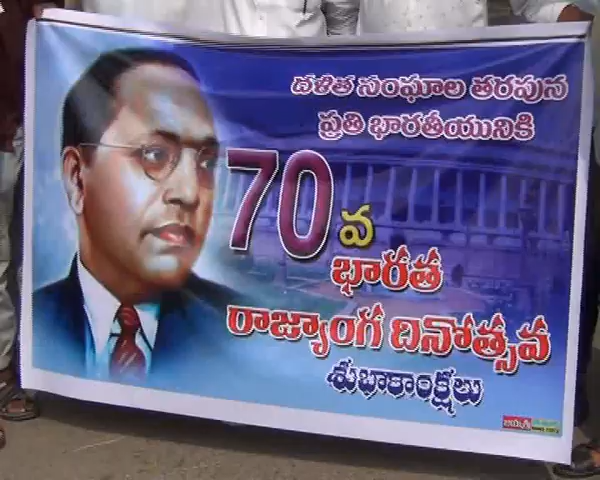 దళిత సంఘాల తరపున
ప్రతి భారతీయునికి
70 వ
భారత
రాజ్యాంగ దినోత్సవ
శుభాకాంక్షలు